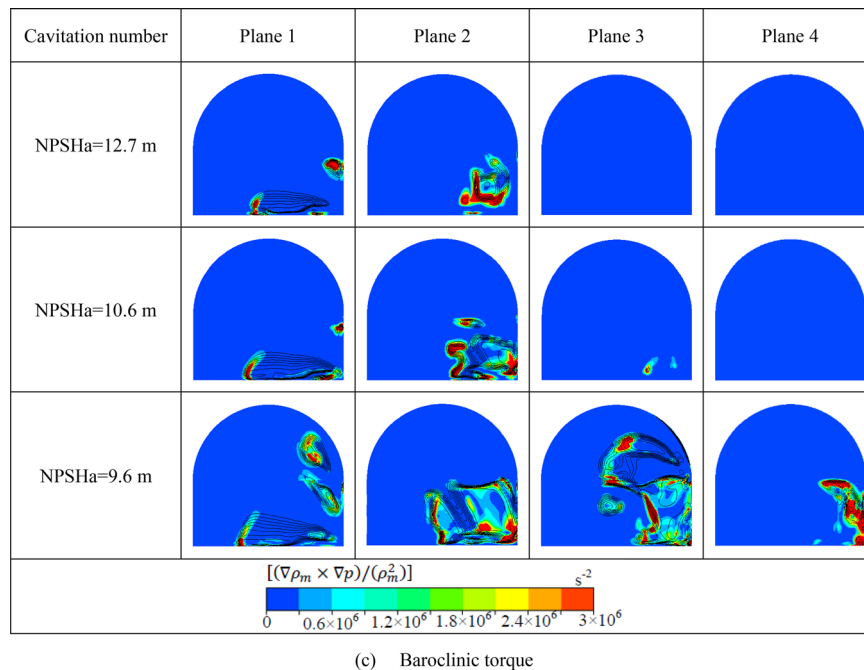 Cavitation number Plane 1 Plane 2 Plane 3 Plane 4
NPSHa=12.7 m
NPSHa=10.6 m
NPSHa=9.6 m
[(∇ρₘ × ∇p)/(ρₘ²)]
s⁻²
0 0.6×10⁶ 1.2×10⁶ 1.8×10⁶ 2.4×10⁶ 3×10⁶
(c) Baroclinic torque